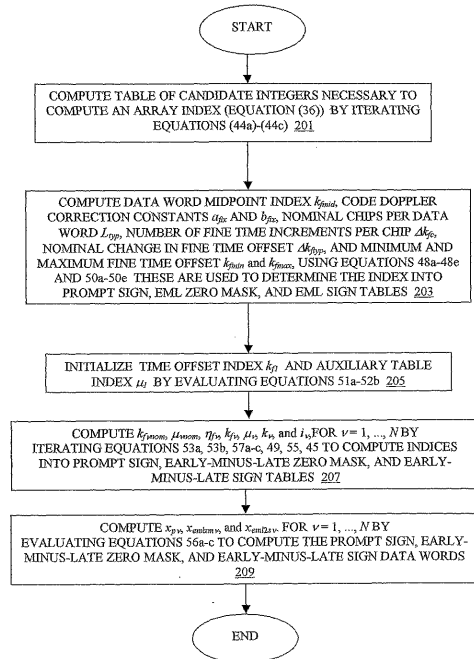 START
COMPUTE TABLE OF CANDIDATE INTEGERS NECESSARY TO
COMPUTE AN ARRAY INDEX (EQUATION (36)) BY ITERATING
EQUATIONS (44a)-(44c) 201
COMPUTE DATA WORD MIDPOINT INDEX kfmid, CODE DOPPLER
CORRECTION CONSTANTS afix AND bfix, NOMINAL CHIPS PER DATA
WORD Ltyp, NUMBER OF FINE TIME INCREMENTS PER CHIP Δkfc,
NOMINAL CHANGE IN FINE TIME OFFSET Δkftyp, AND MINIMUM AND
MAXIMUM FINE TIME OFFSET kfmin and kfmax, USING EQUATIONS 48a-48e
AND 50a-50e THESE ARE USED TO DETERMINE THE INDEX INTO
PROMPT SIGN, EML ZERO MASK, AND EML SIGN TABLES 203
INITIALIZE TIME OFFSET INDEX kf1 AND AUXILIARY TABLE
INDEX μ1 BY EVALUATING EQUATIONS 51a-52b 205
COMPUTE kfνnom, μνnom, ηfν, kfν, μν, kν, and iν,FOR ν = 1, ..., N BY
ITERATING EQUATIONS 53a, 53b, 57a-c, 49, 55, 45 TO COMPUTE INDICES
INTO PROMPT SIGN, EARLY-MINUS-LATE ZERO MASK, AND EARLY-
MINUS-LATE SIGN TABLES 207
COMPUTE xpν, xemlzmν, and xeml2sν. FOR ν = 1, ..., N BY
EVALUATING EQUATIONS 56a-c TO COMPUTE THE PROMPT SIGN, EARLY-
MINUS-LATE ZERO MASK, AND EARLY-MINUS-LATE SIGN DATA WORDS
209
END